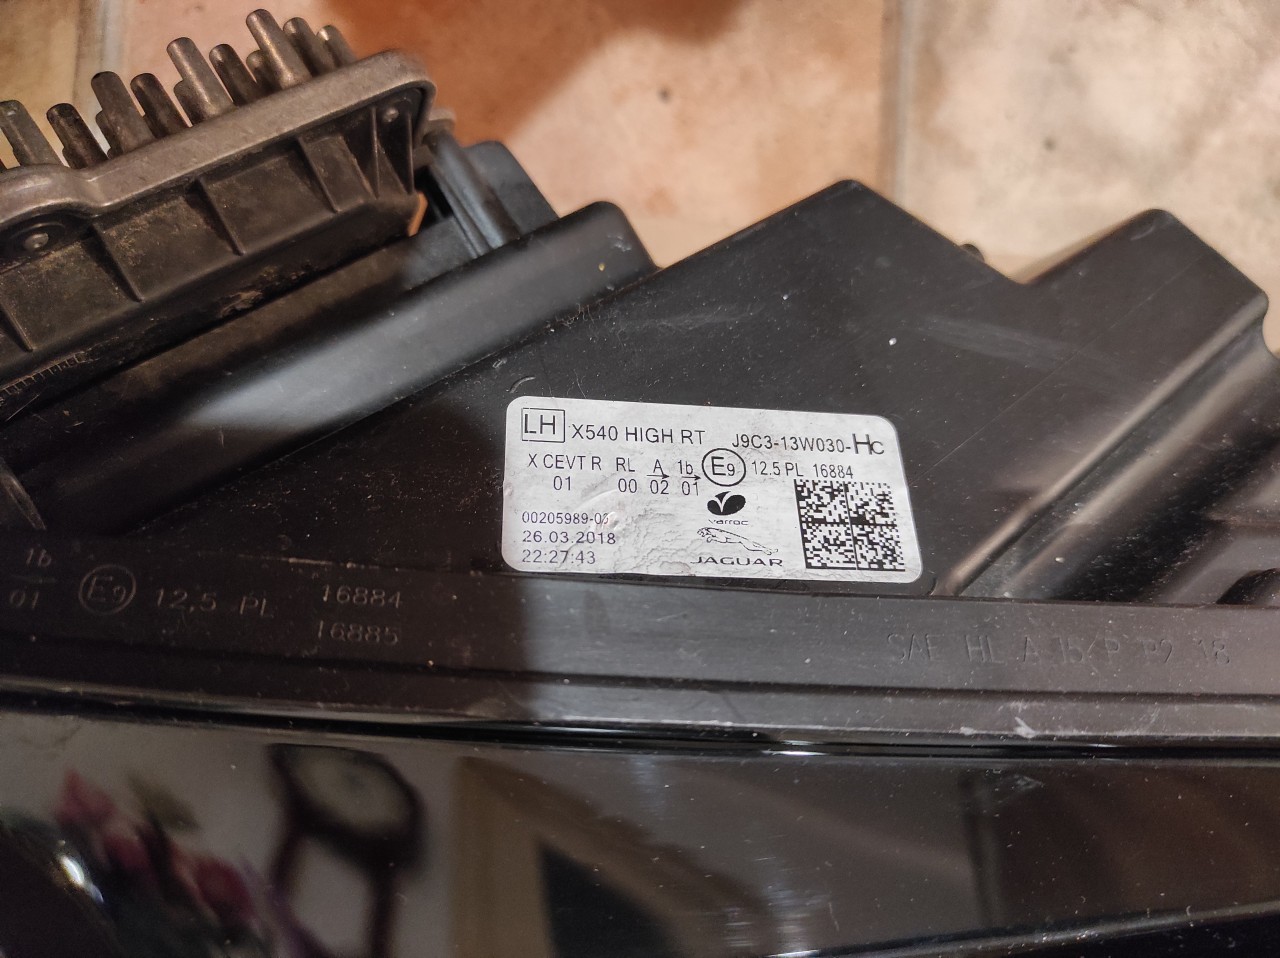 LH X540 HIGH RT J9C3-13W030-HC
X CEVT R RL A 1b E9 12.5 PL 16884
01 00 02 01
00205989-03
26.03.2018
22:27:43
varroc
JAGUAR
1b
01 E9 12,5 PL 16884
16885
SAE HL A P P2 18